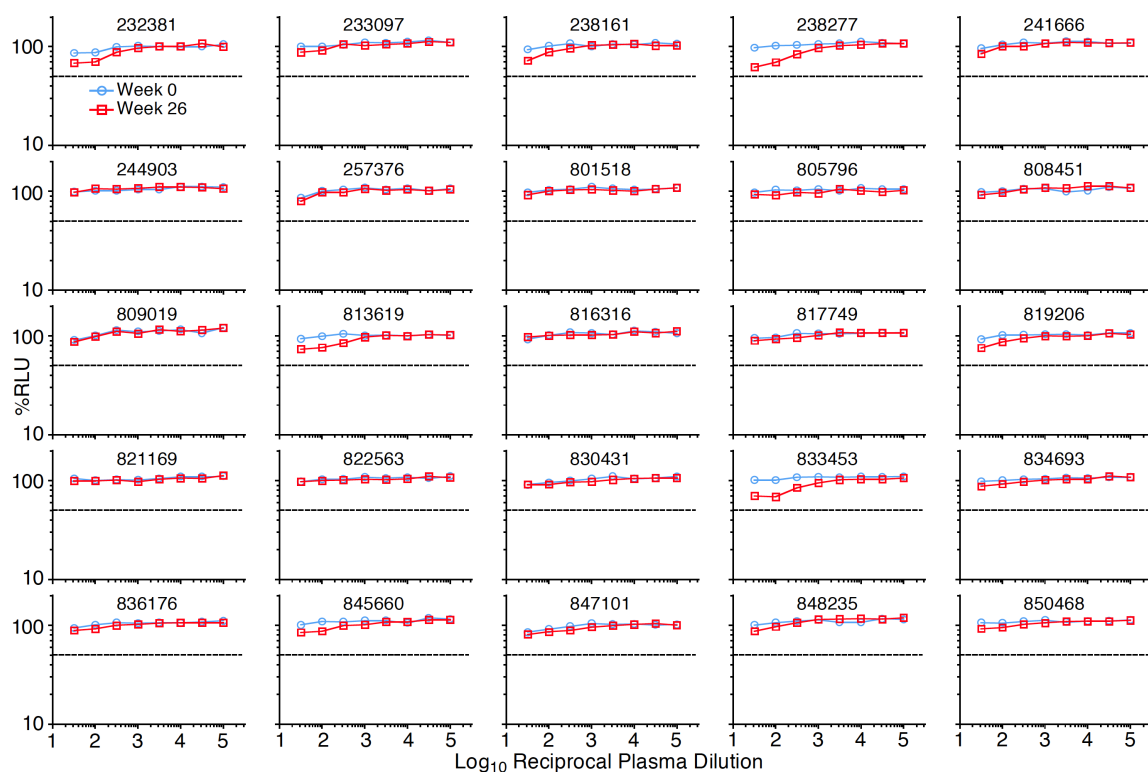 232381 233097 238161 238277 241666
100
Week 0
Week 26
10
244903 257376 801518 805796 808451
100
10
809019 813619 816316 817749 819206
100
%RLU
10
821169 822563 830431 833453 834693
100
10
836176 845660 847101 848235 850468
100
10
1 2 3 4 5 1 2 3 4 5 1 2 3 4 5 1 2 3 4 5 1 2 3 4 5
Log10 Reciprocal Plasma Dilution